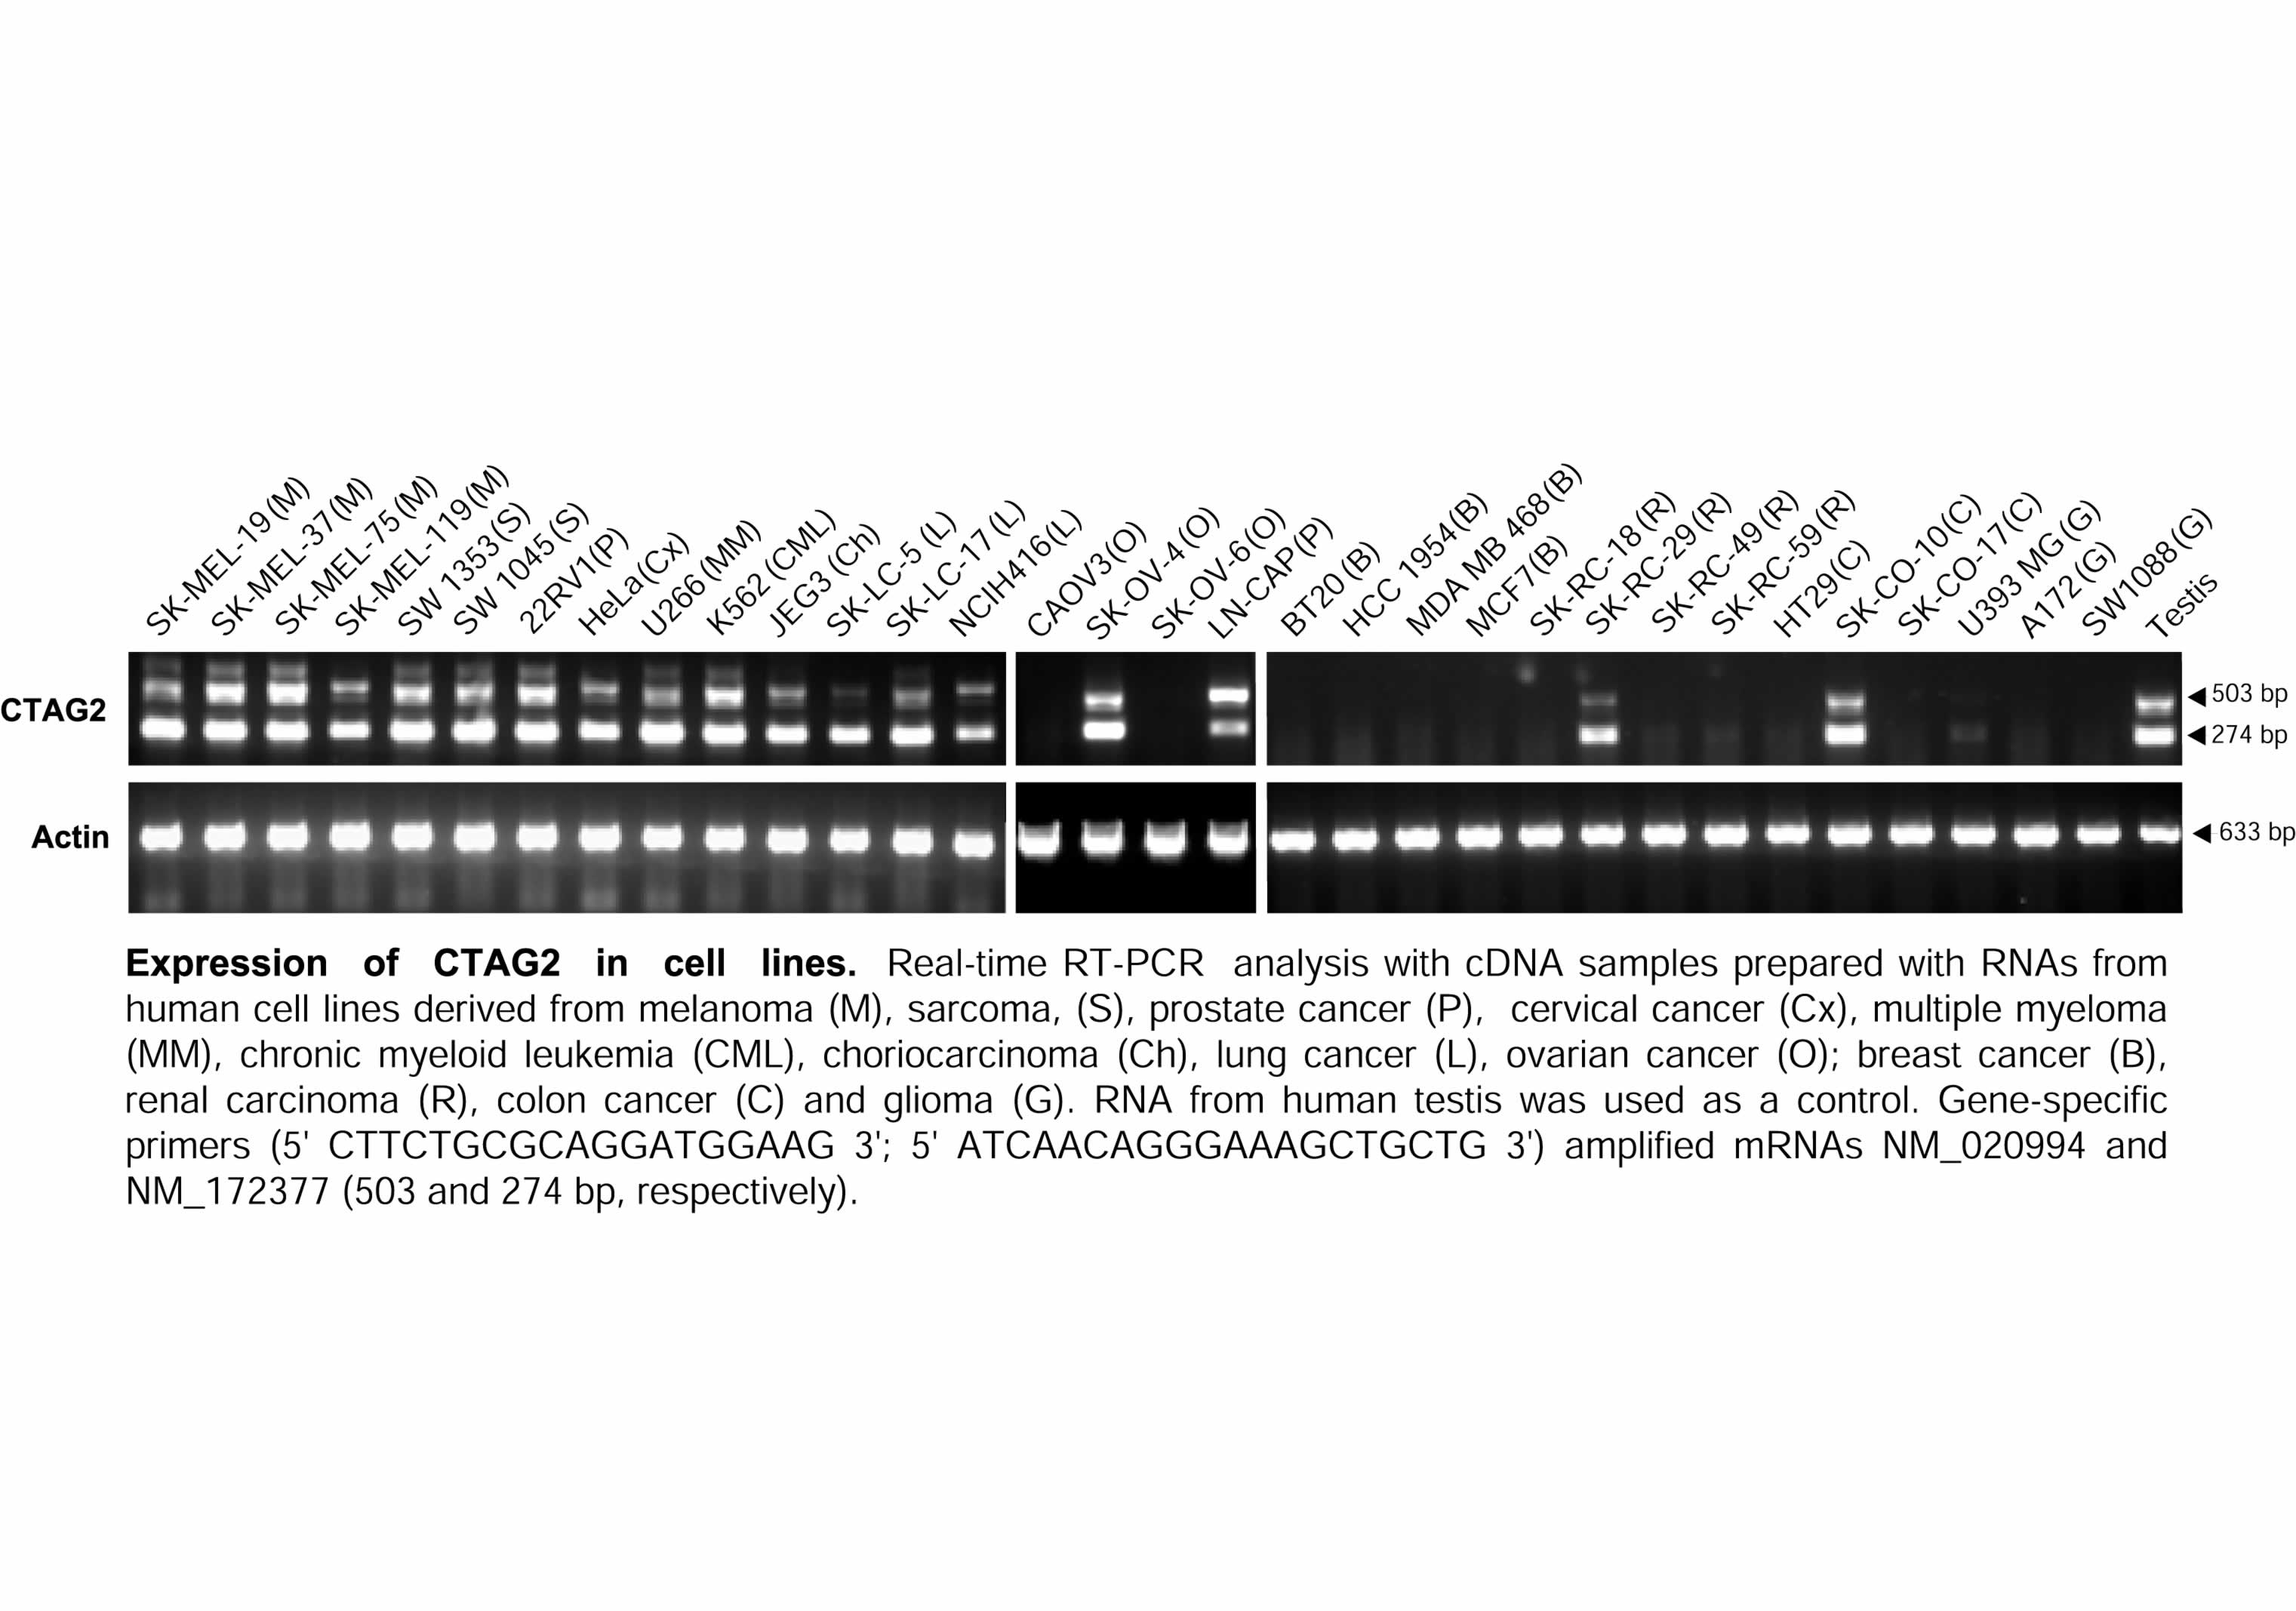 SK-MEL-19 (M)
SK-MEL-37 (M)
SK-MEL-75 (M)
SK-MEL-119 (M)
SW 1353 (S)
SW 1045 (S)
22RV1(P)
HeLa(Cx)
U266 (MM)
K562 (CML)
JEG3 (Ch)
SK-LC-5 (L)
SK-LC-17 (L)
NCIH416 (L)
CAOV3(O)
SK-OV-4 (O)
SK-OV-6 (O)
LN-CAP(P)
BT20 (B)
HCC 1954(B)
MDA MB 468 (B)
MCF7(B)
SK-RC-18 (R)
SK-RC-29 (R)
SK-RC-49 (R)
SK-RC-59 (R)
HT29(C)
SK-CO-10 (C)
SK-CO-17 (C)
U393 MG (G)
A172 (G)
SW1088 (G)
Testis
CTAG2
503 bp
274 bp
Actin
633 bp
Expression of CTAG2 in cell lines. Real-time RT-PCR analysis with cDNA samples prepared with RNAs from
human cell lines derived from melanoma (M), sarcoma, (S), prostate cancer (P), cervical cancer (Cx), multiple myeloma
(MM), chronic myeloid leukemia (CML), choriocarcinoma (Ch), lung cancer (L), ovarian cancer (O); breast cancer (B),
renal carcinoma (R), colon cancer (C) and glioma (G). RNA from human testis was used as a control. Gene-specific
primers (5' CTTCTGCGCAGGATGGAAG 3'; 5' ATCAACAGGGAAAGCTGCTG 3') amplified mRNAs NM_020994 and
NM_172377 (503 and 274 bp, respectively).